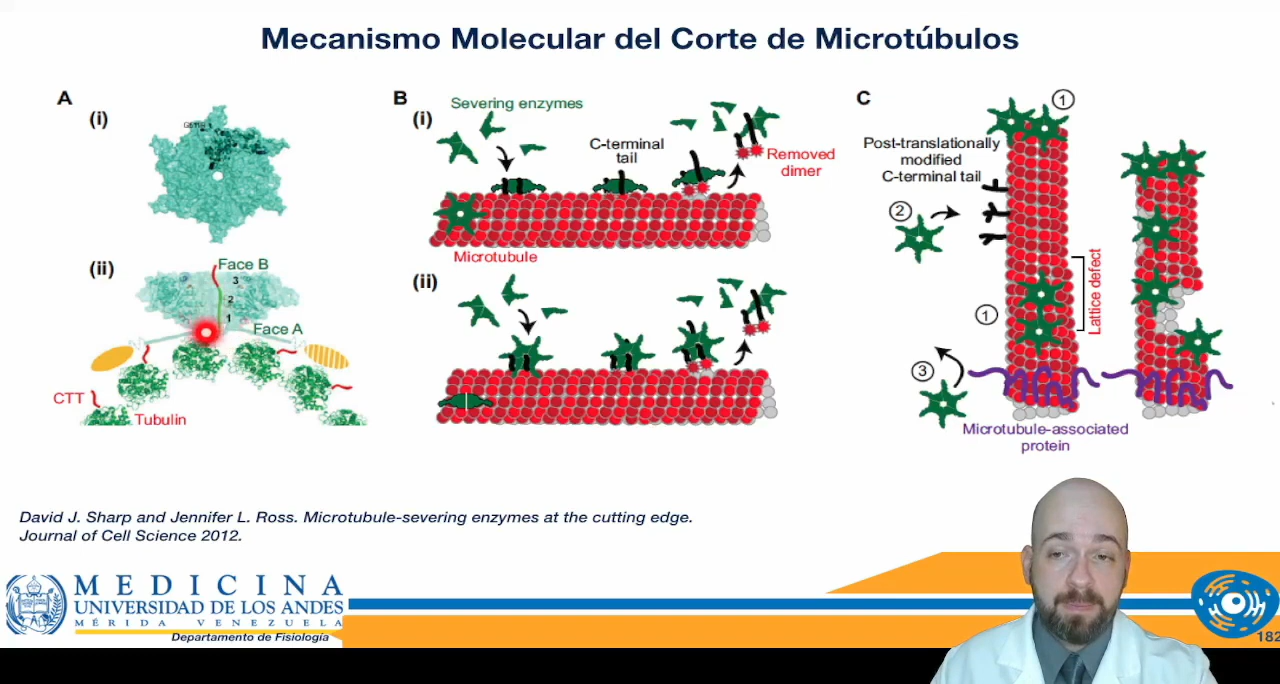 Mecanismo Molecular del Corte de Microtúbulos
A
(i)
(ii)
Face B
3
2
1
Face A
CTT
Tubulin
B
(i)
Severing enzymes
C-terminal
tail
Removed
dimer
Microtubule
(ii)
C
1
Post-translationally
modified
C-terminal tail
2
Lattice defect
1
3
Microtubule-associated
protein
David J. Sharp and Jennifer L. Ross. Microtubule-severing enzymes at the cutting edge.
Journal of Cell Science 2012.
MEDICINA
UNIVERSIDAD DE LOS ANDES
MÉRIDA VENEZUELA
Departamento de Fisiología
182